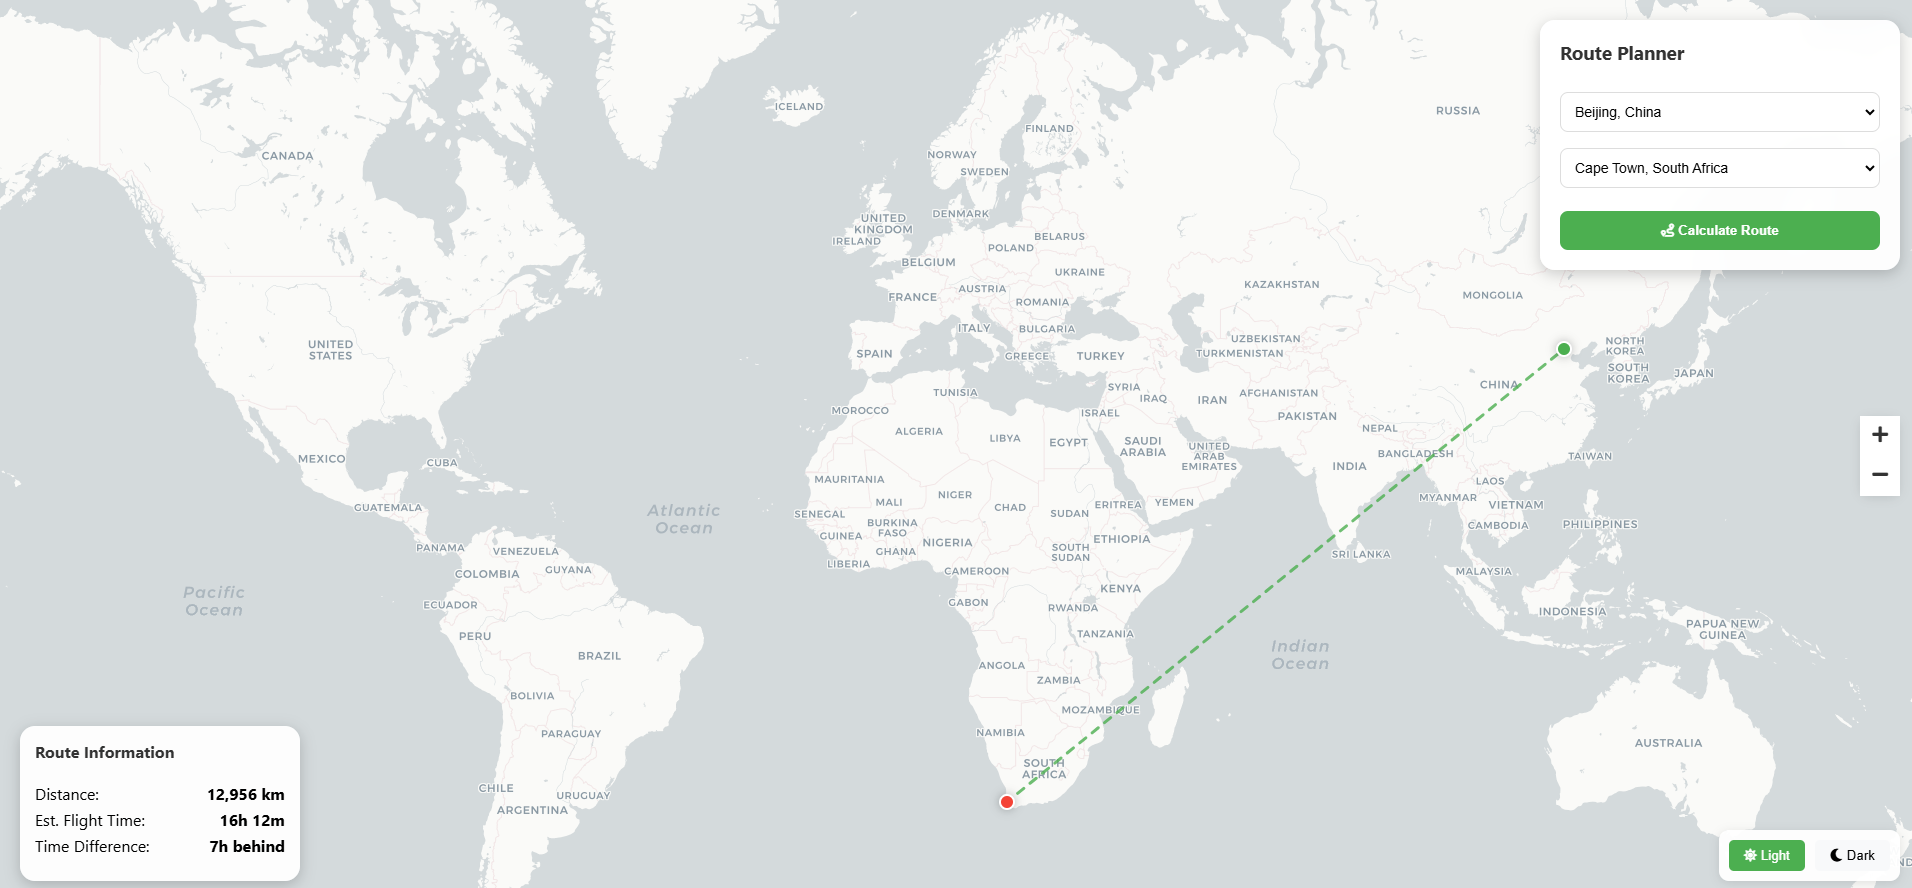 Route Planner
Beijing, China
Cape Town, South Africa
Calculate Route
ICELAND
RUSSIA
FINLAND
NORWAY
SWEDEN
CANADA
DENMARK
UNITED
KINGDOM
IRELAND
BELARUS
POLAND
BELGIUM
UKRAINE
KAZAKHSTAN
AUSTRIA
FRANCE
ROMANIA
MONGOLIA
ITALY
BULGARIA
UZBEKISTAN
UNITED
STATES
SPAIN
GREECE
TURKEY
TURKMENISTAN
NORTH
KOREA
SOUTH
KOREA
JAPAN
CHINA
TUNISIA
SYRIA
IRAQ
IRAN
AFGHANISTAN
MOROCCO
ISRAEL
PAKISTAN
ALGERIA
LIBYA
EGYPT
NEPAL
SAUDI
ARABIA
UNITED
ARAB
EMIRATES
BANGLADESH
TAIWAN
MEXICO
CUBA
INDIA
MAURITANIA
LAOS
MALI
NIGER
CHAD
MYANMAR
GUATEMALA
SENEGAL
SUDAN
ERITREA
YEMEN
VIETNAM
Atlantic
Ocean
BURKINA
FASO
CAMBODIA
PHILIPPINES
GUINEA
NIGERIA
ETHIOPIA
PANAMA
VENEZUELA
GHANA
SOUTH
SUDAN
SRI LANKA
LIBERIA
COLOMBIA
GUYANA
CAMEROON
MALAYSIA
KENYA
Pacific
Ocean
ECUADOR
GABON
RWANDA
INDONESIA
PERU
TANZANIA
PAPUA NEW
GUINEA
BRAZIL
Indian
Ocean
ANGOLA
ZAMBIA
BOLIVIA
MOZAMBIQUE
PARAGUAY
NAMIBIA
AUSTRALIA
SOUTH
AFRICA
CHILE
URUGUAY
ARGENTINA
+
−
Route Information
Distance: 12,956 km
Est. Flight Time: 16h 12m
Time Difference: 7h behind
Light
Dark